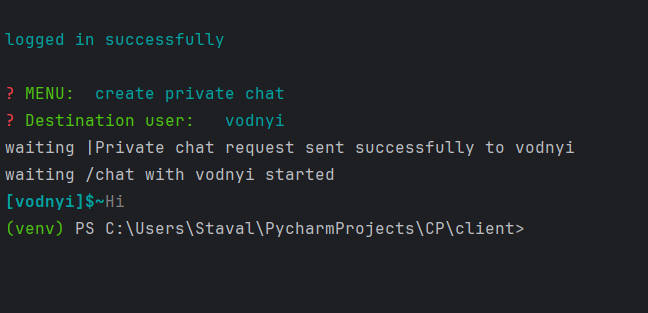 logged in successfully
? MENU:  create private chat
? Destination user:   vodnyi
waiting |Private chat request sent successfully to vodnyi
waiting /chat with vodnyi started
[vodnyi]$~Hi
(venv) PS C:\Users\Staval\PycharmProjects\CP\client>